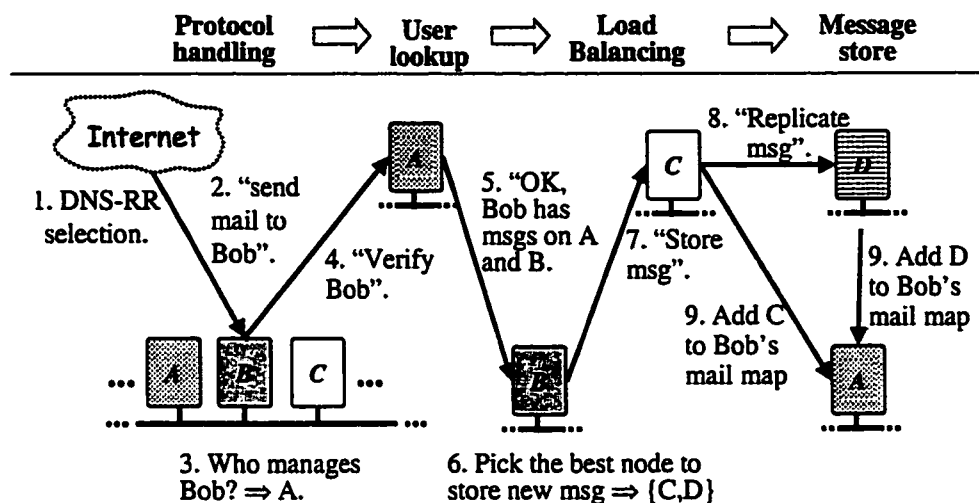 Protocol
handling
User
lookup
Load
Balancing
Message
store
Internet
1. DNS-RR
selection.
2. “send
mail to
Bob”.
A
B
C
...
...
3. Who manages
Bob? ⇒ A.
4. “Verify
Bob”.
A
5. “OK,
Bob has
msgs on A
and B.
B
6. Pick the best node to
store new msg ⇒ {C,D}
7. “Store
msg”.
C
8. “Replicate
msg”.
D
9. Add C
to Bob’s
mail map
9. Add D
to Bob’s
mail map
A